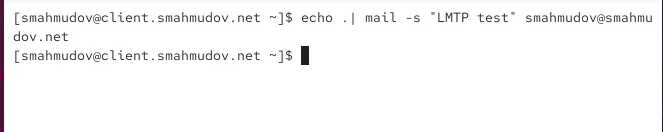 [smahmudov@client.smahmudov.net ~]$ echo .| mail -s "LMTP test" smahmudov@smahmu
dov.net
[smahmudov@client.smahmudov.net ~]$